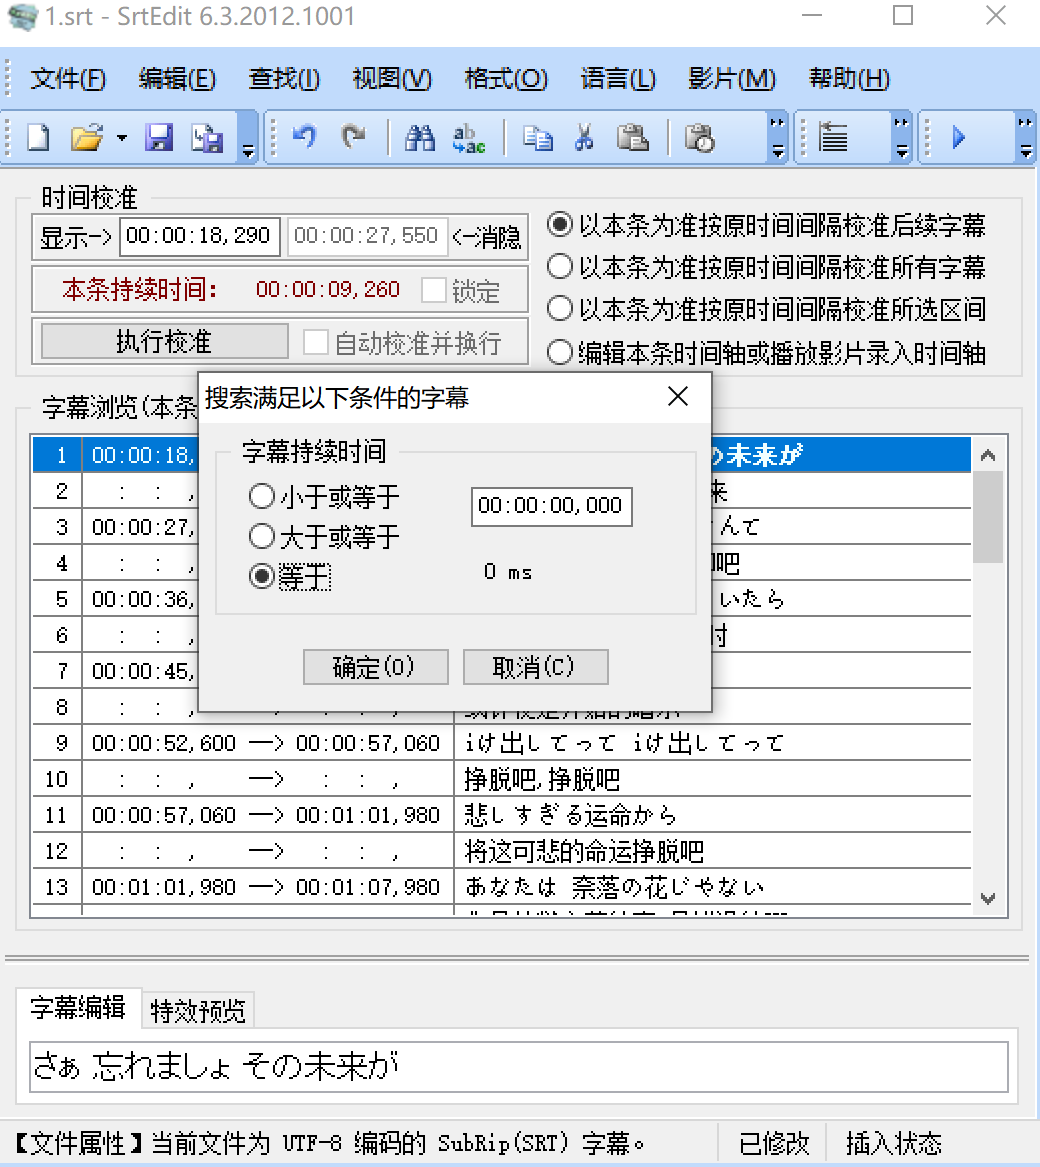 1.srt - SrtEdit 6.3.2012.1001
文件(F) 编辑(E) 查找(I) 视图(V) 格式(O) 语言(L) 影片(M) 帮助(H)
时间校准
显示-> 00:00:18,290 00:00:27,550 <-消隐
本条持续时间: 00:00:09,260 锁定
执行校准 自动校准并换行
以本条为准按原时间间隔校准后续字幕
以本条为准按原时间间隔校准所有字幕
以本条为准按原时间间隔校准所选区间
编辑本条时间轴或播放影片录入时间轴
字幕浏览(本条
搜索满足以下条件的字幕
字幕持续时间
小于或等于
大于或等于
等于
00:00:00,000
0 ms
确定(O) 取消(C)
1 00:00:18, の未来が
2 : : , 来
3 00:00:27, んて
4 : : , 吧
5 00:00:36, いたら
6 : : , 时
7 00:00:45,
8 : : , : : ,
9 00:00:52,600 —> 00:00:57,060 iけ出してって iけ出してって
10 : : , —> : : , 挣脱吧,挣脱吧
11 00:00:57,060 —> 00:01:01,980 悲しすぎる运命から
12 : : , —> : : , 将这可悲的命运挣脱吧
13 00:01:01,980 —> 00:01:07,980 あなたは 奈落の花じゃない
字幕编辑 特效预览
さぁ 忘れましょ その未来が
【文件属性】当前文件为 UTF-8 编码的 SubRip(SRT) 字幕。 已修改 插入状态